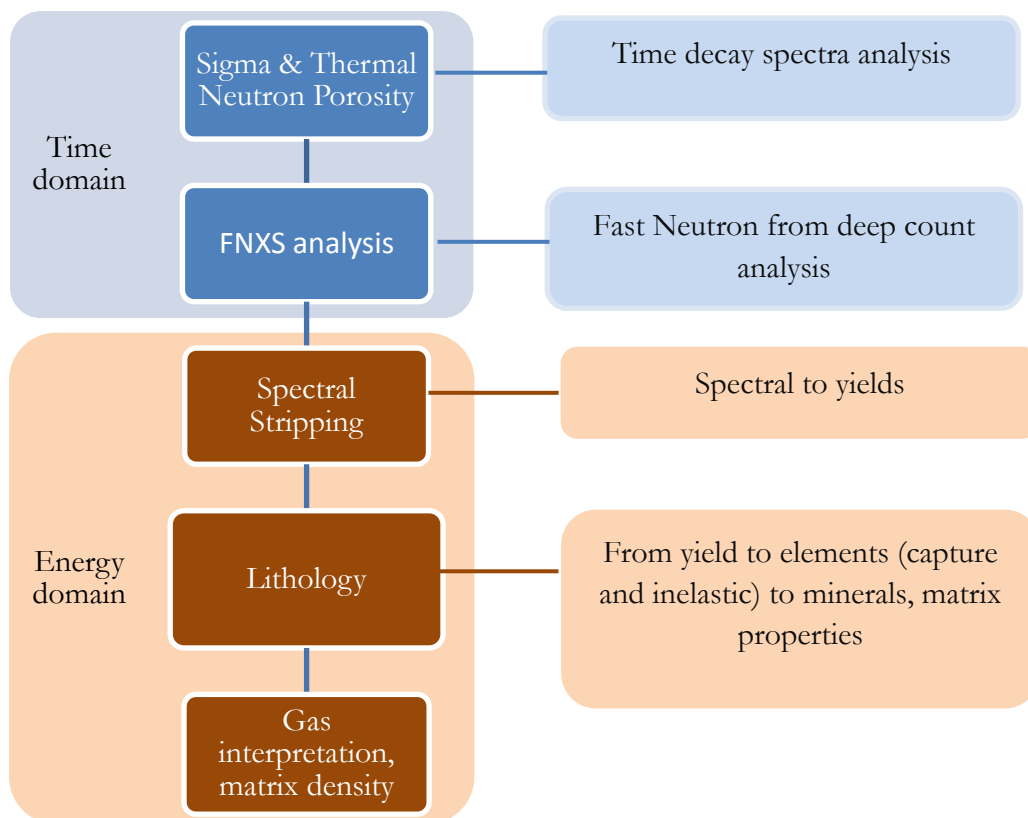 Time
domain
Sigma & Thermal
Neutron Porosity
Time decay spectra analysis
FNXS analysis
Fast Neutron from deep count
analysis
Energy
domain
Spectral
Stripping
Spectral to yields
Lithology
From yield to elements (capture
and inelastic) to minerals, matrix
properties
Gas
interpretation,
matrix density